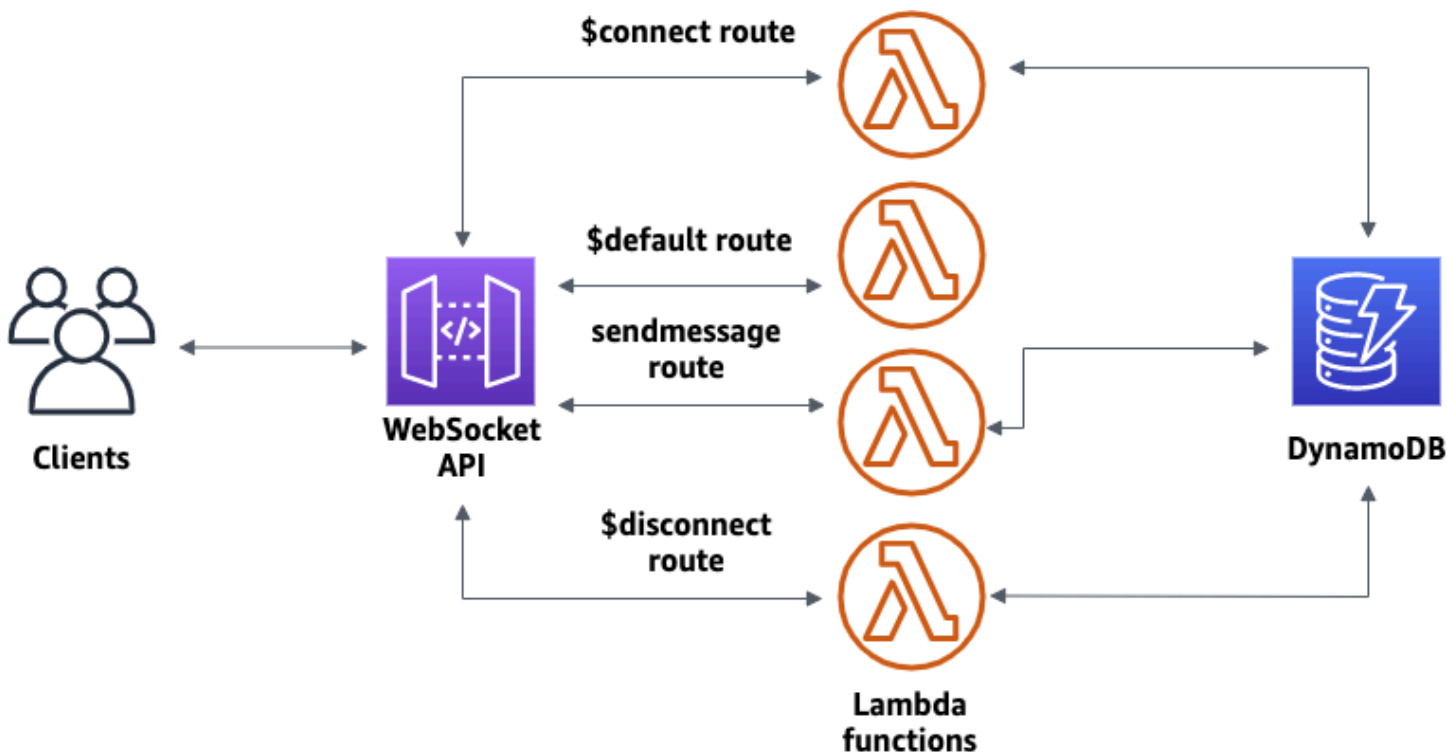 $connect route
$default route
sendmessage
route
Clients
WebSocket
API
DynamoDB
$disconnect
route
Lambda
functions